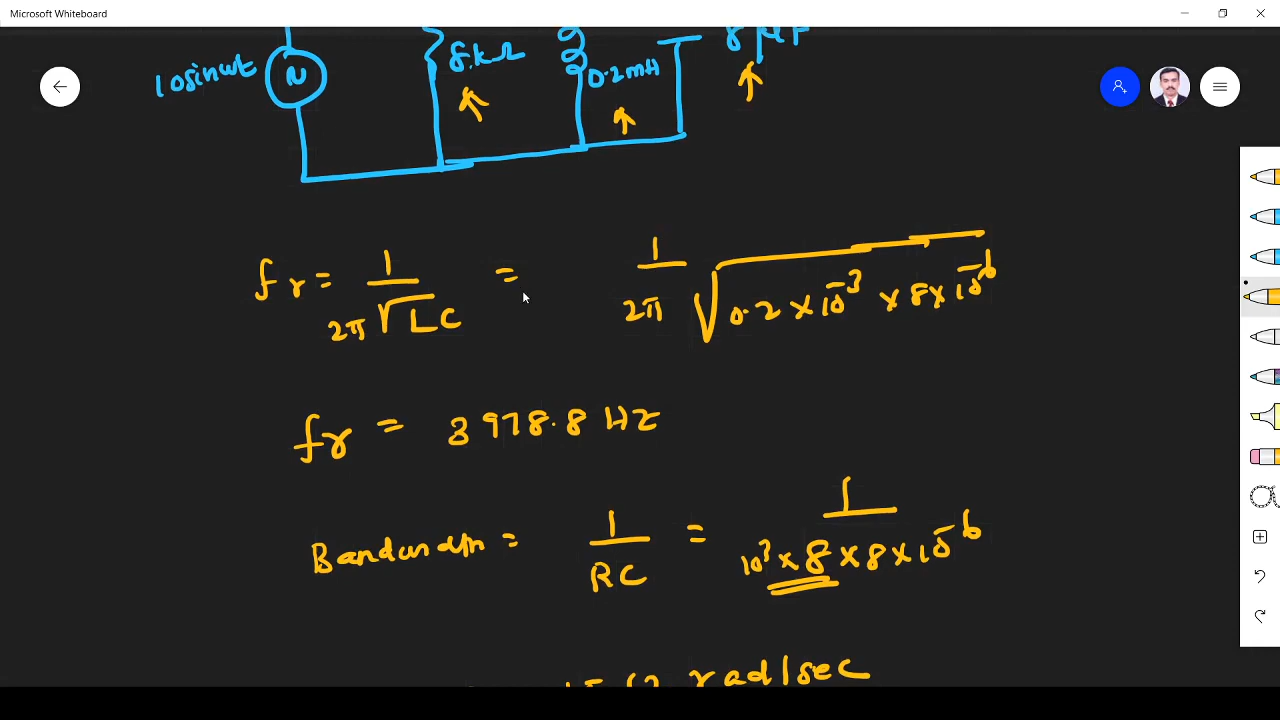 Microsoft Whiteboard
10sinωt
8kΩ
0.2mH
8μF
fr = 1/2π√LC = 1/2π√0.2 × 10⁻³ × 8 × 10⁻⁶
fr = 3978.8 Hz
Bandwidth = 1/RC = 1/10³ × 8 × 8 × 10⁻⁶
rad/sec